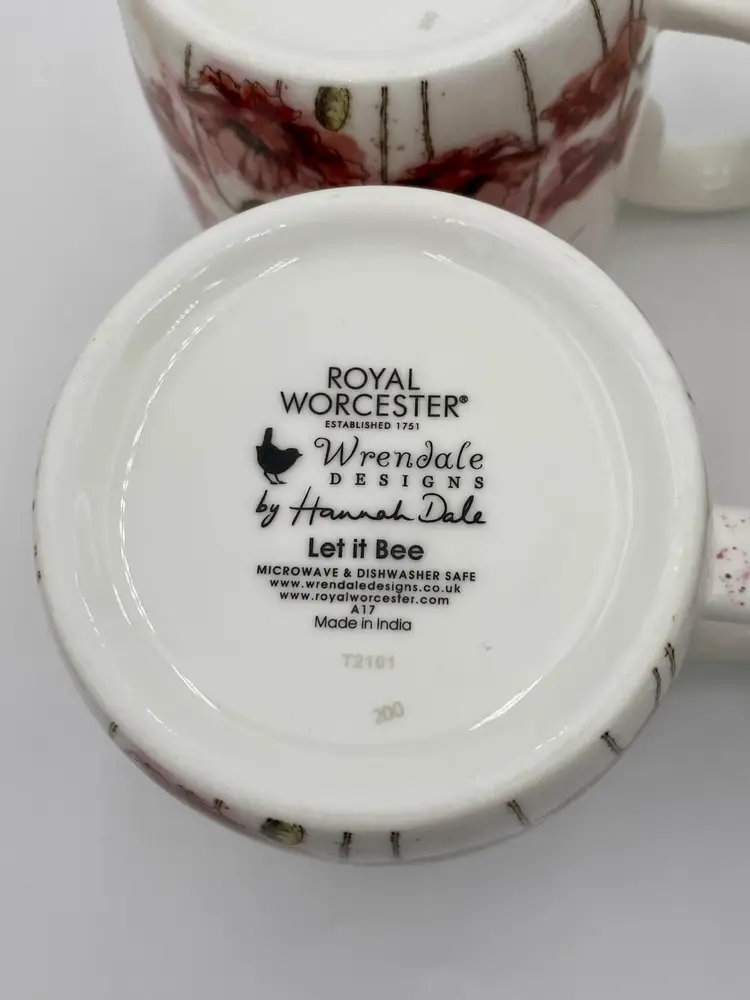 ROYAL
WORCESTER®
ESTABLISHED 1751
Wrendale
DESIGNS
by Hannah Dale
Let it Bee
MICROWAVE & DISHWASHER SAFE
www.wrendaledesigns.co.uk
www.royalworcester.com
A17
Made in India
T2101
200